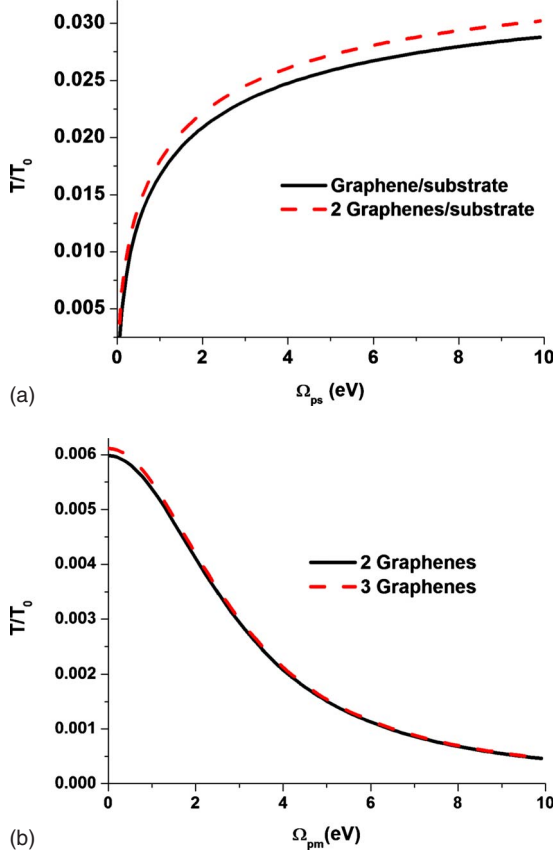 0.030
0.025
0.020
0.015
0.010
0.005
T/T₀
Graphene/substrate
2 Graphenes/substrate
0 2 4 6 8 10
Ωps (eV)
(a)
0.006
0.005
0.004
0.003
0.002
0.001
0.000
T/T₀
2 Graphenes
3 Graphenes
0 2 4 6 8 10
Ωpm(eV)
(b)